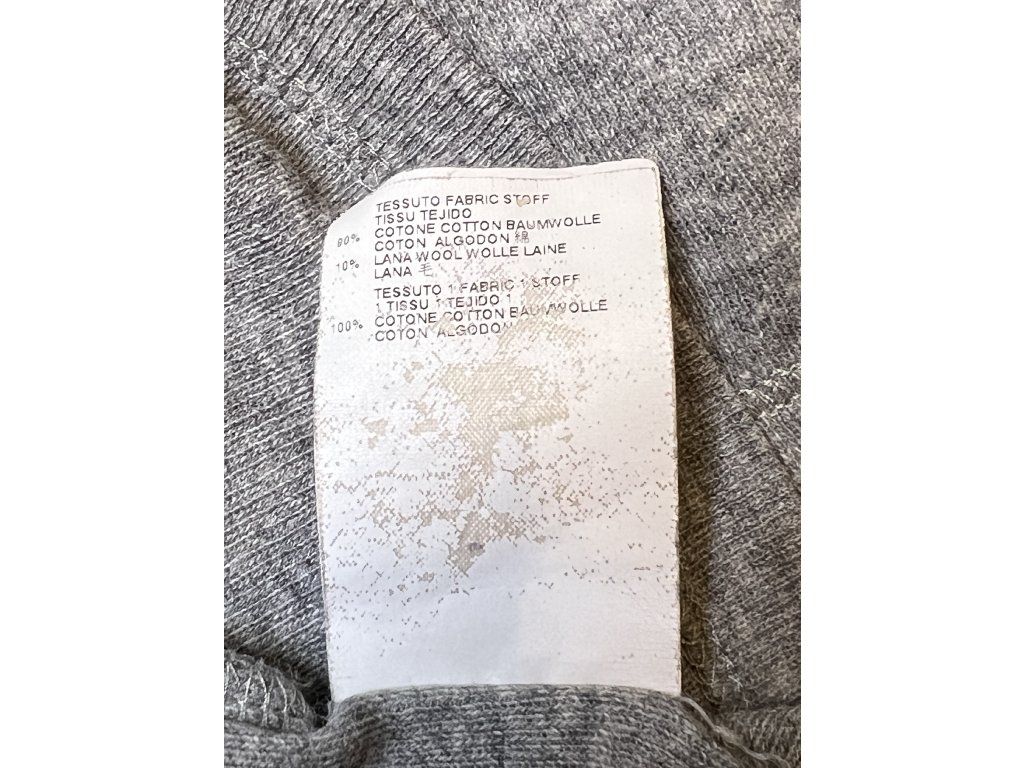 TESSUTO FABRIC STOFF
TISSU TEJIDO
90% COTONE COTTON BAUMWOLLE
COTON ALGODON 綿
10% LANA WOOL WOLLE LAINE
LANA 毛
TESSUTO 1 FABRIC 1 STOFF
1 TISSU 1 TEJIDO 1
100% COTONE COTTON BAUMWOLLE
COTON ALGODON